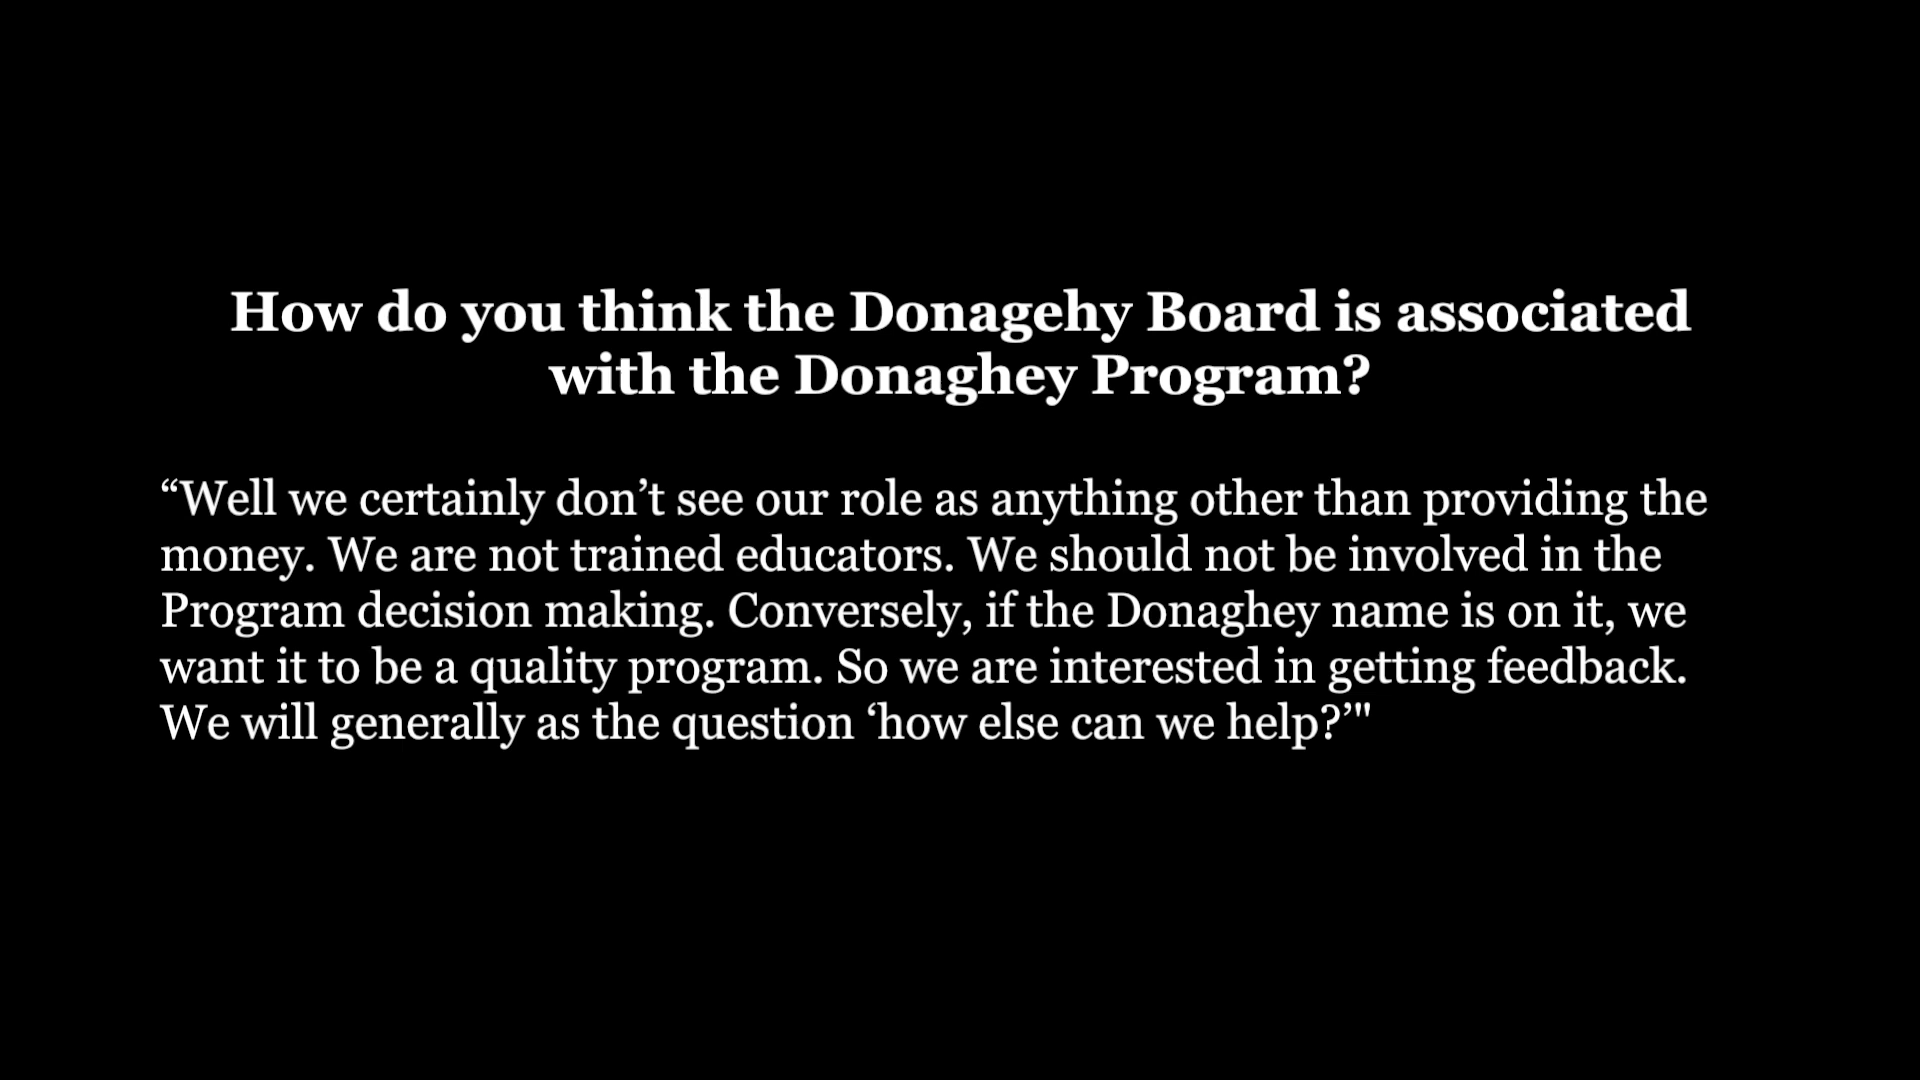 How do you think the Donagehy Board is associated
with the Donaghey Program?
“Well we certainly don’t see our role as anything other than providing the
money. We are not trained educators. We should not be involved in the
Program decision making. Conversely, if the Donaghey name is on it, we
want it to be a quality program. So we are interested in getting feedback.
We will generally as the question ‘how else can we help?’"